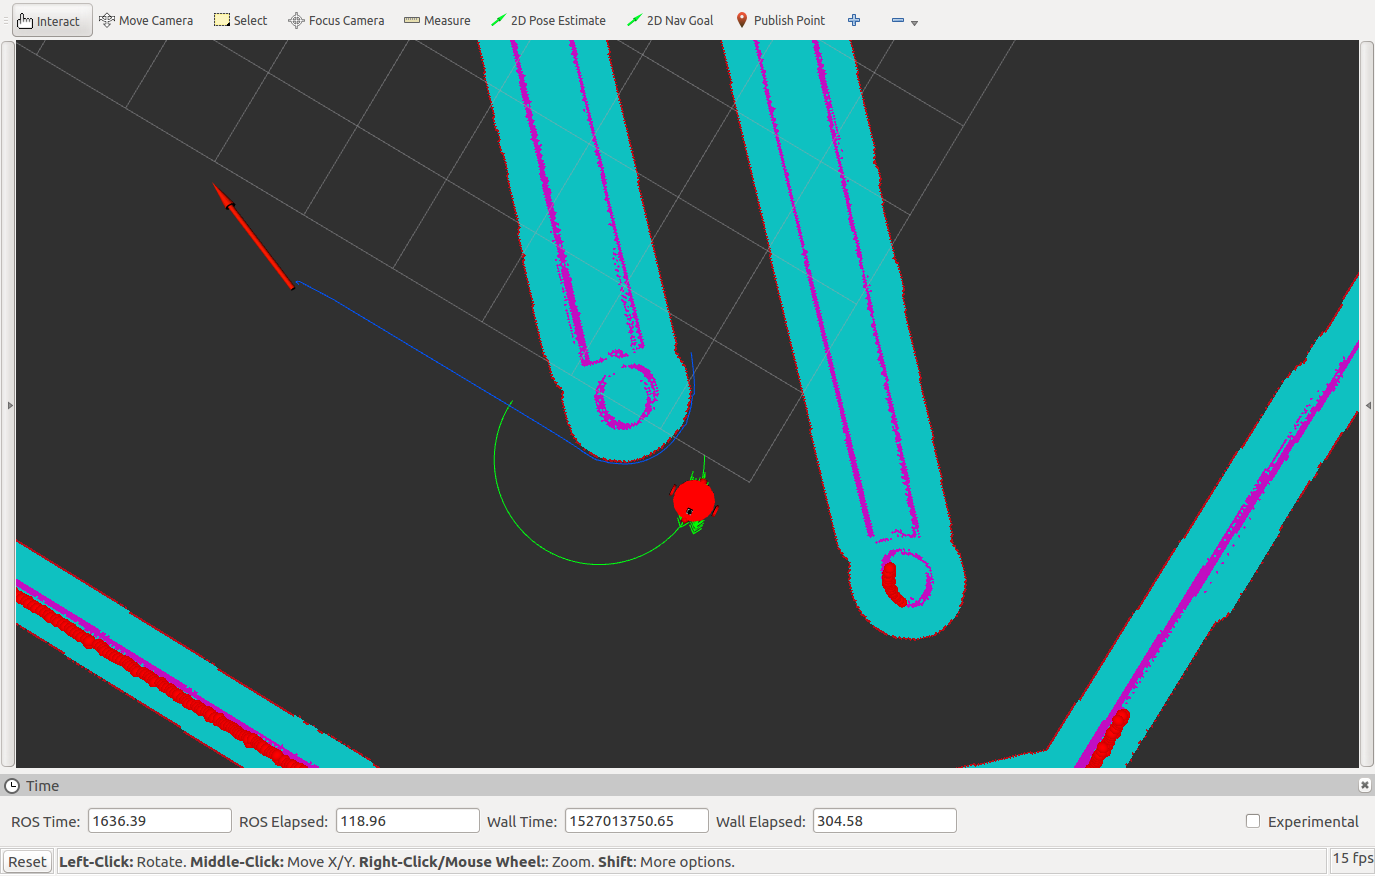 Interact Move Camera Select Focus Camera Measure 2D Pose Estimate 2D Nav Goal Publish Point
Time
ROS Time: 1636.39 ROS Elapsed: 118.96 Wall Time: 1527013750.65 Wall Elapsed: 304.58 Experimental
Reset Left-Click: Rotate. Middle-Click: Move X/Y. Right-Click/Mouse Wheel:: Zoom. Shift: More options. 15 fps